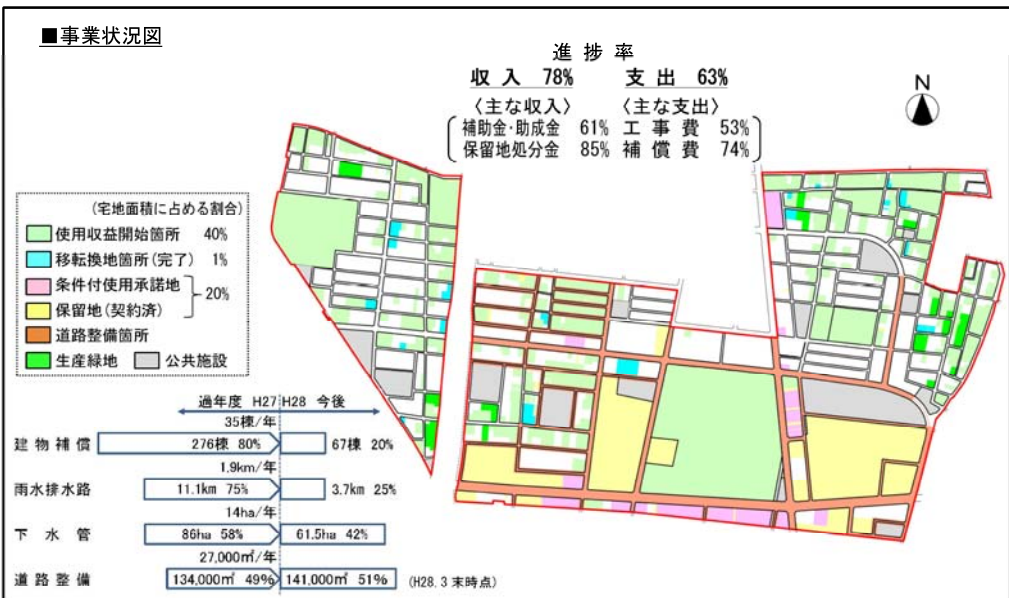 ■事業状況図
進捗率
収入 78% 支出 63%
〈主な収入〉 〈主な支出〉
補助金・助成金 61% 工事費 53%
保留地処分金 85% 補償費 74%
N
(宅地面積に占める割合)
使用収益開始箇所 40%
移転換地箇所(完了) 1%
条件付使用承諾地
20%
保留地(契約済)
道路整備箇所
生産緑地 公共施設
過年度 H27 H28 今後
35棟/年
建物補償 276棟 80% 67棟 20%
1.9km/年
雨水排水路 11.1km 75% 3.7km 25%
14ha/年
下水管 86ha 58% 61.5ha 42%
27,000㎡/年
道路整備 134,000㎡ 49% 141,000㎡ 51% (H28.3末時点)